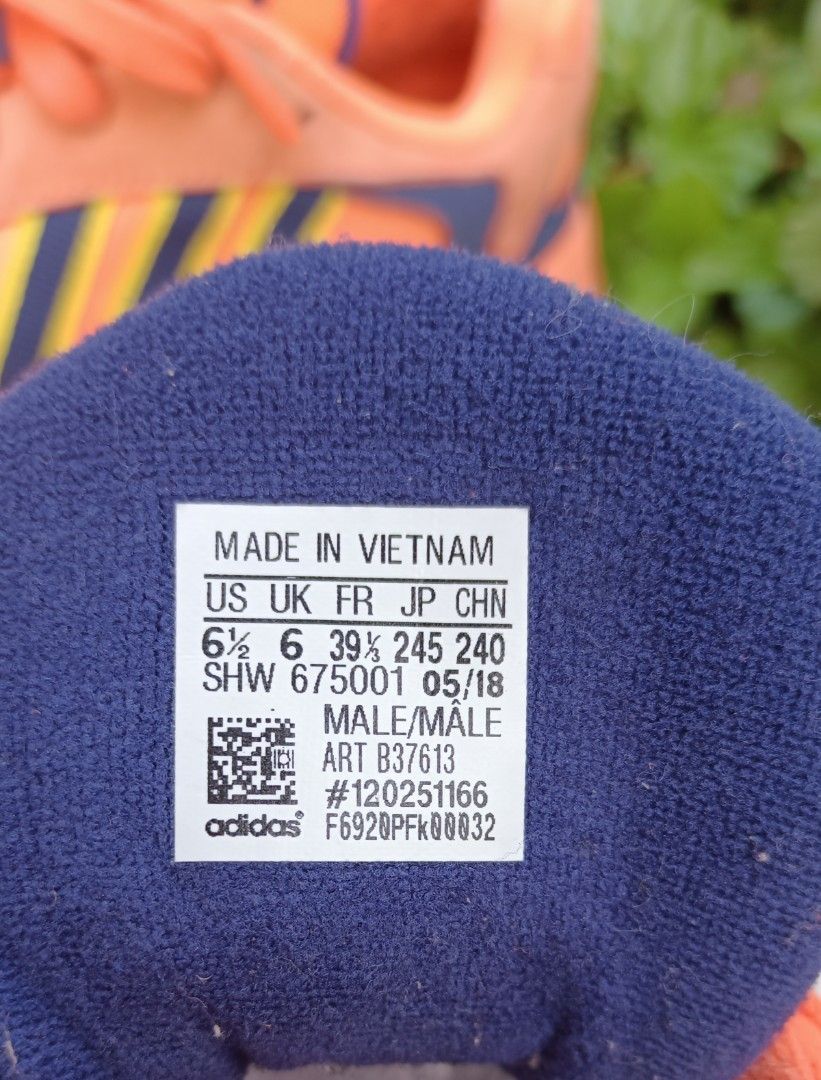 MADE IN VIETNAM
US UK FR JP CHN
6½ 6 39⅓ 245 240
SHW 675001 05/18
MALE/MÂLE
ART B37613
#120251166
adidas® F6920PFk00032